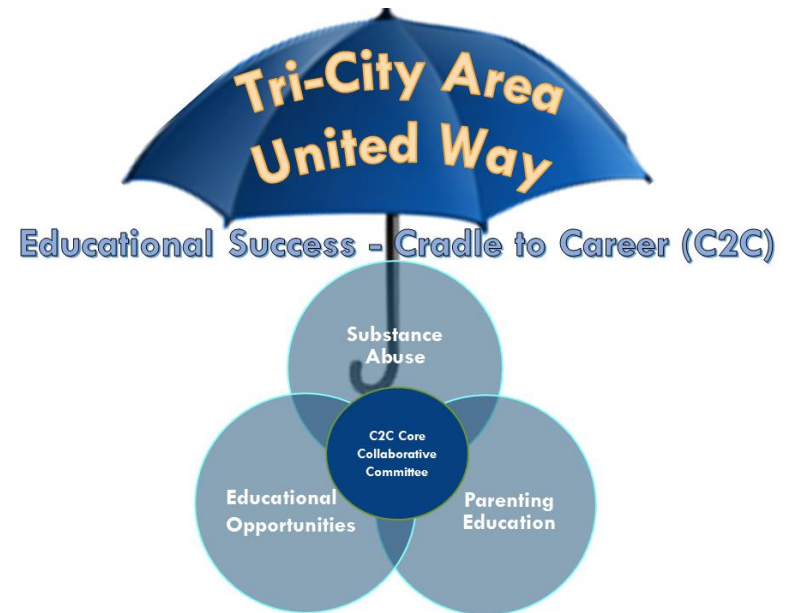 Tri-City Area
United Way
Educational Success - Cradle to Career (C2C)
Substance
Abuse
C2C Core
Collaborative
Committee
Educational
Opportunities
Parenting
Education